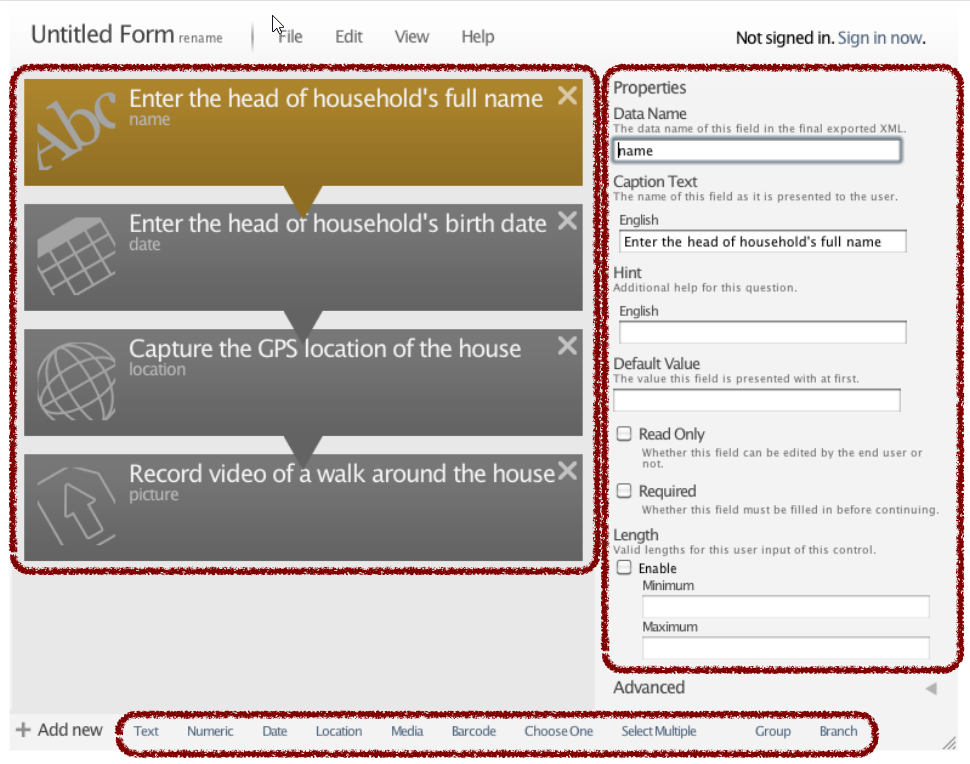 Untitled Form rename File Edit View Help Not signed in. Sign in now.
Abc
Enter the head of household's full name
name
Enter the head of household's birth date
date
Capture the GPS location of the house
location
Record video of a walk around the house
picture
Properties
Data Name
The data name of this field in the final exported XML.
name
Caption Text
The name of this field as it is presented to the user.
English
Enter the head of household's full name
Hint
Additional help for this question.
English
Default Value
The value this field is presented with at first.
Read Only
Whether this field can be edited by the end user or
not.
Required
Whether this field must be filled in before continuing.
Length
Valid lengths for this user input of this control.
Enable
Minimum
Maximum
Advanced
+ Add new Text Numeric Date Location Media Barcode Choose One Select Multiple Group Branch